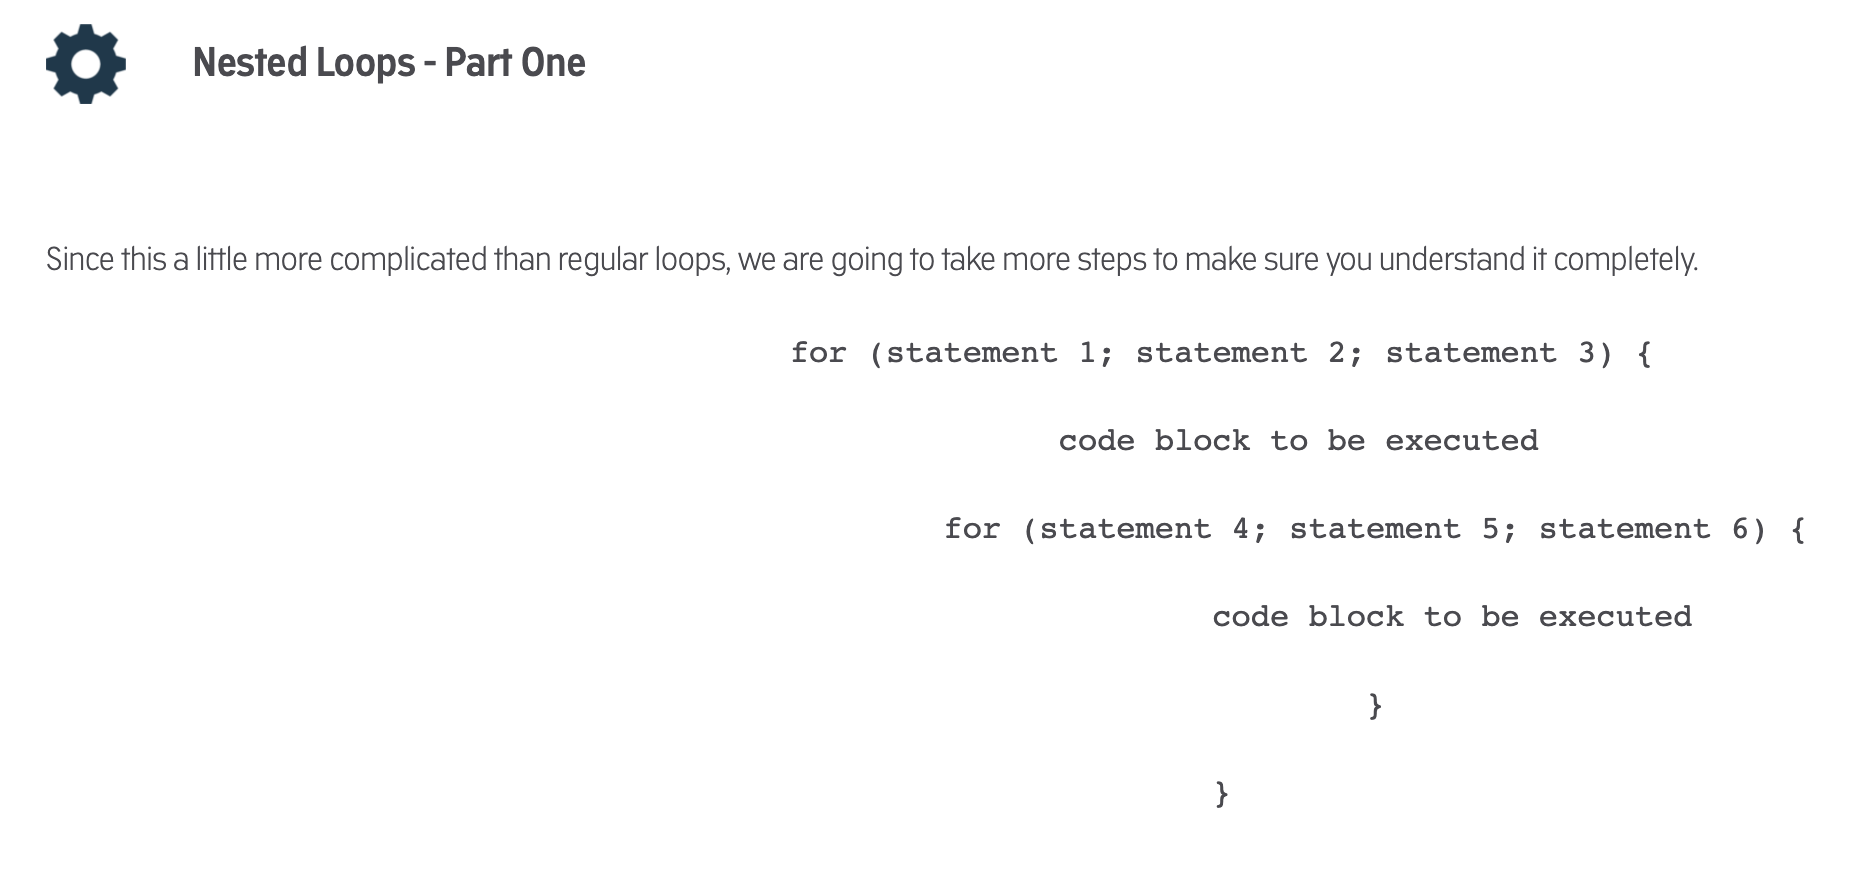 Nested Loops - Part One
Since this a little more complicated than regular loops, we are going to take more steps to make sure you understand it completely.
for (statement 1; statement 2; statement 3) {
code block to be executed
for (statement 4; statement 5; statement 6) {
code block to be executed
}
}